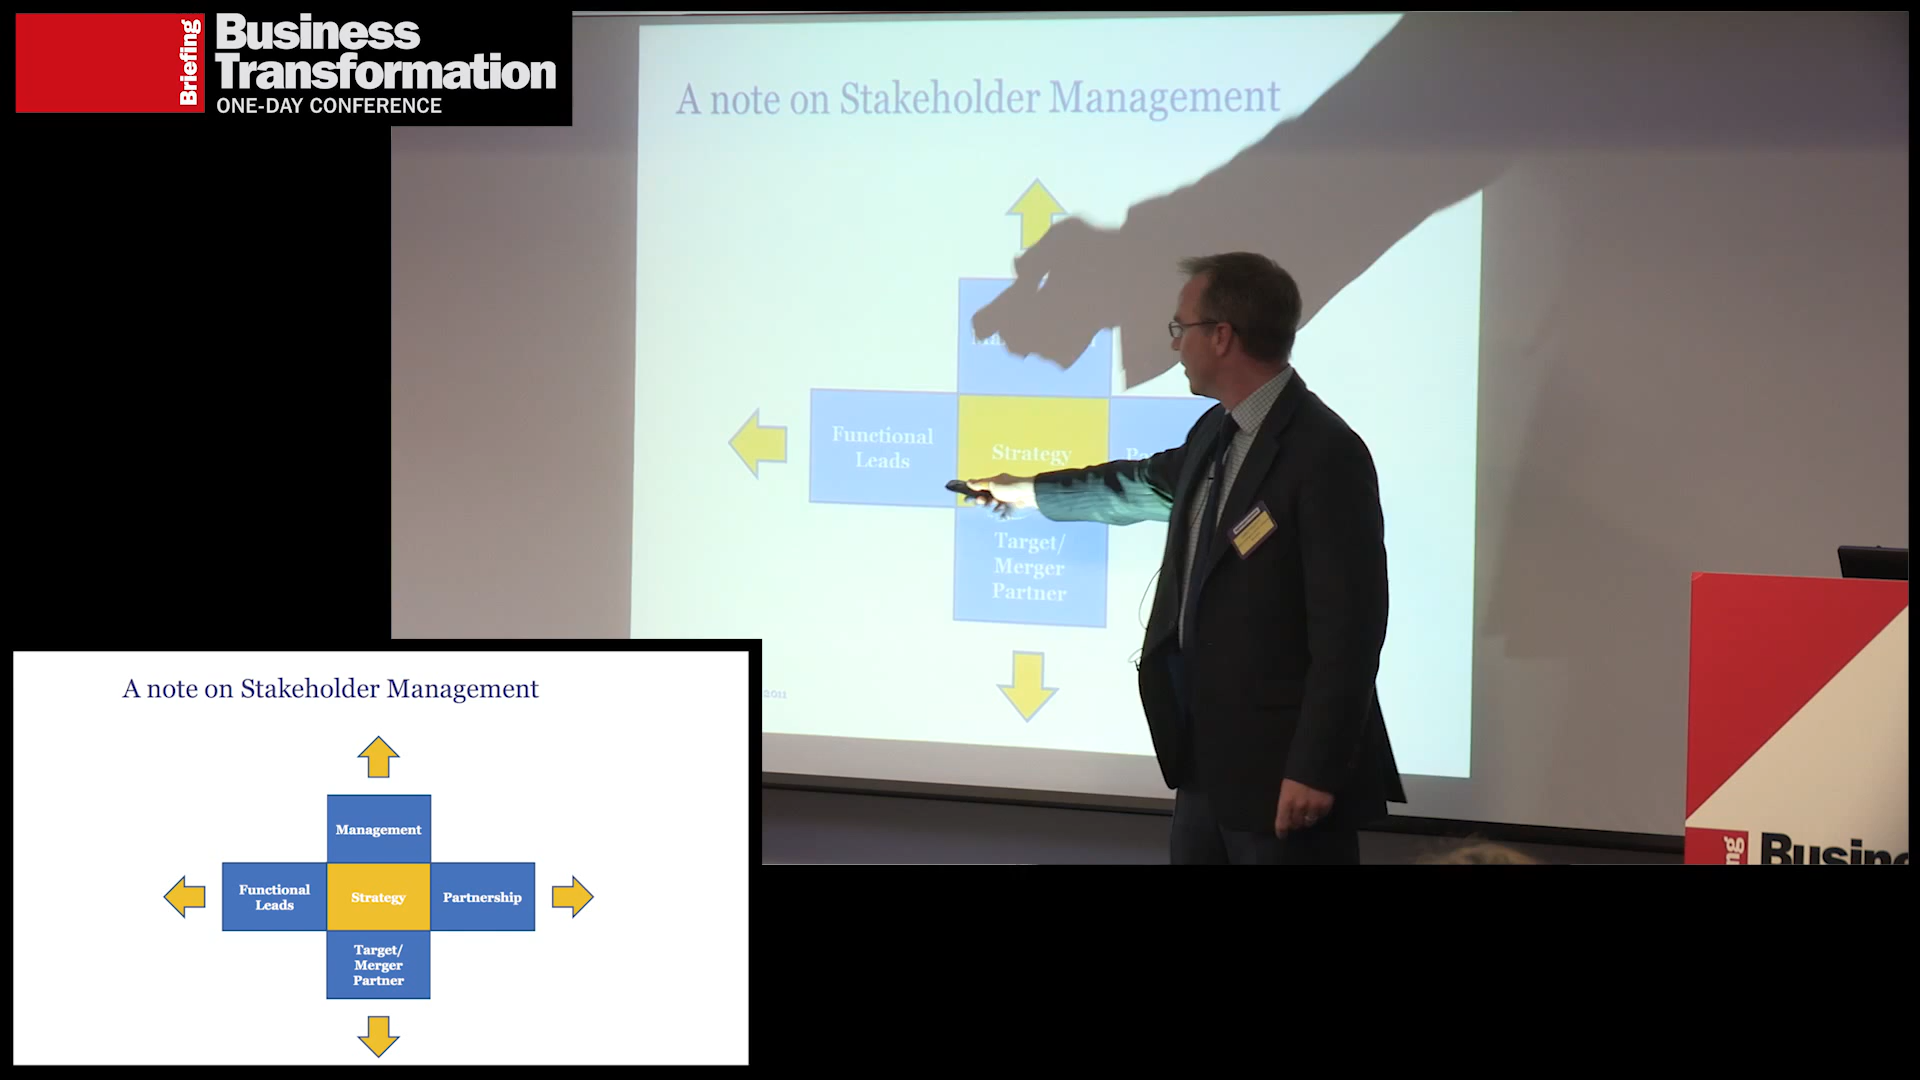 Briefing
Business
Transformation
ONE-DAY CONFERENCE
A note on Stakeholder Management
Functional
Leads
Strategy
Target/
Merger
Partner
2011
A note on Stakeholder Management
Management
Functional
Leads
Strategy
Partnership
Target/
Merger
Partner